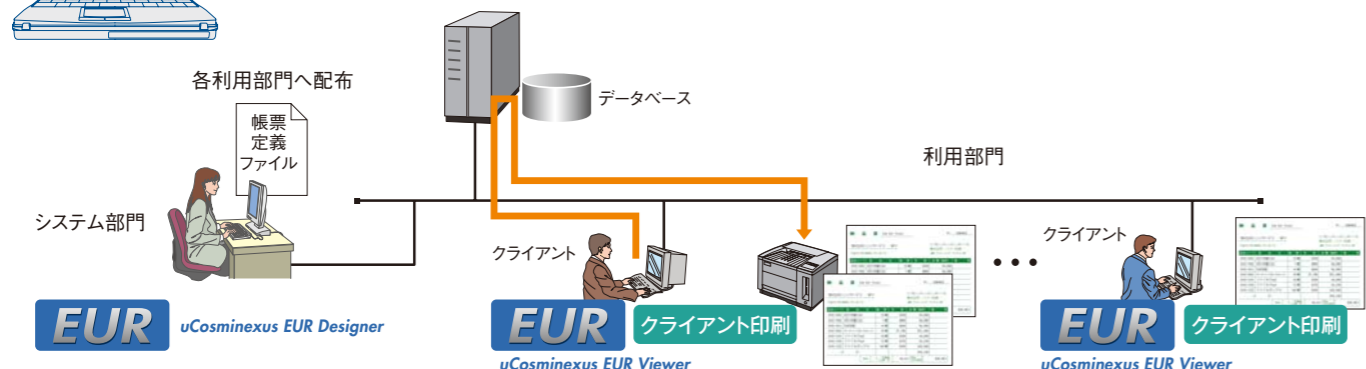 各利用部門へ配布
帳票
定義
ファイル
データベース
利用部門
システム部門
クライアント
クライアント
•••
EUR
uCosminexus EUR Designer
EUR
クライアント印刷
uCosminexus EUR Viewer
EUR
クライアント印刷
uCosminexus EUR Viewer